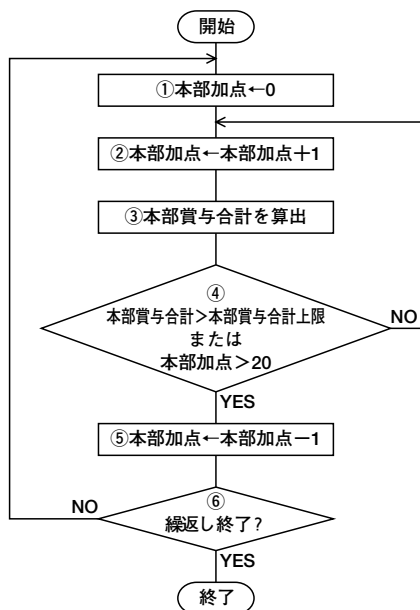 開始
①本部加点←0
②本部加点←本部加点＋1
③本部賞与合計を算出
④
本部賞与合計＞本部賞与合計上限
または
本部加点＞20
NO
YES
⑤本部加点←本部加点－1
NO
⑥
繰返し終了?
YES
終了